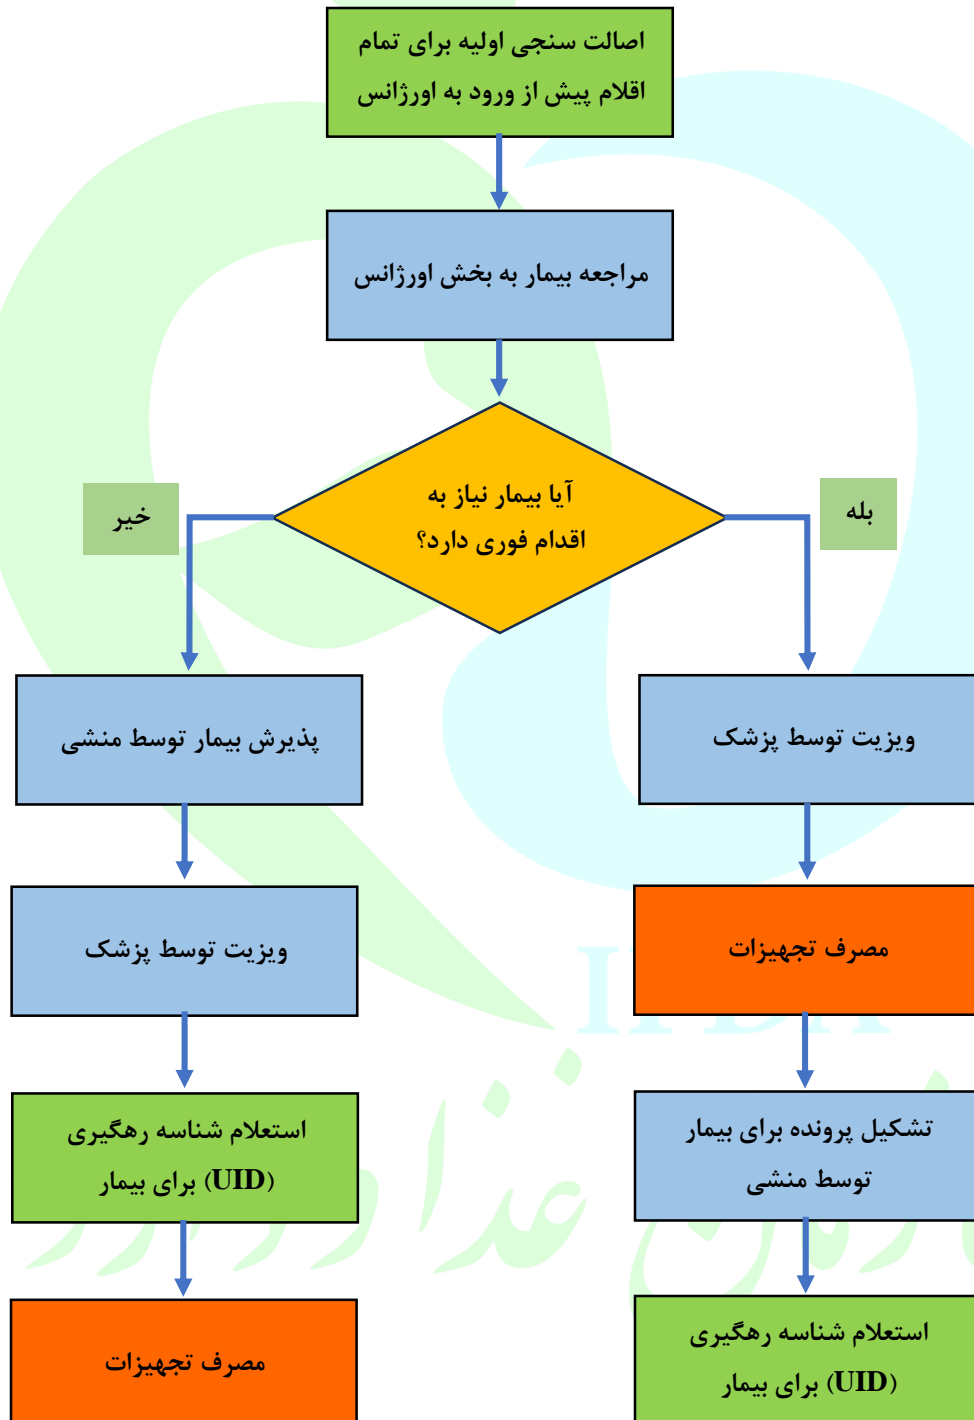 اصالت سنجی اولیه برای تمام
اقلام پیش از ورود به اورژانس
مراجعه بیمار به بخش اورژانس
آیا بیمار نیاز به
اقدام فوری دارد؟
بله
خیر
ویزیت توسط پزشک
مصرف تجهیزات
تشکیل پرونده برای بیمار
توسط منشی
استعلام شناسه رهگیری
(UID) برای بیمار
پذیرش بیمار توسط منشی
ویزیت توسط پزشک
استعلام شناسه رهگیری
(UID) برای بیمار
مصرف تجهیزات